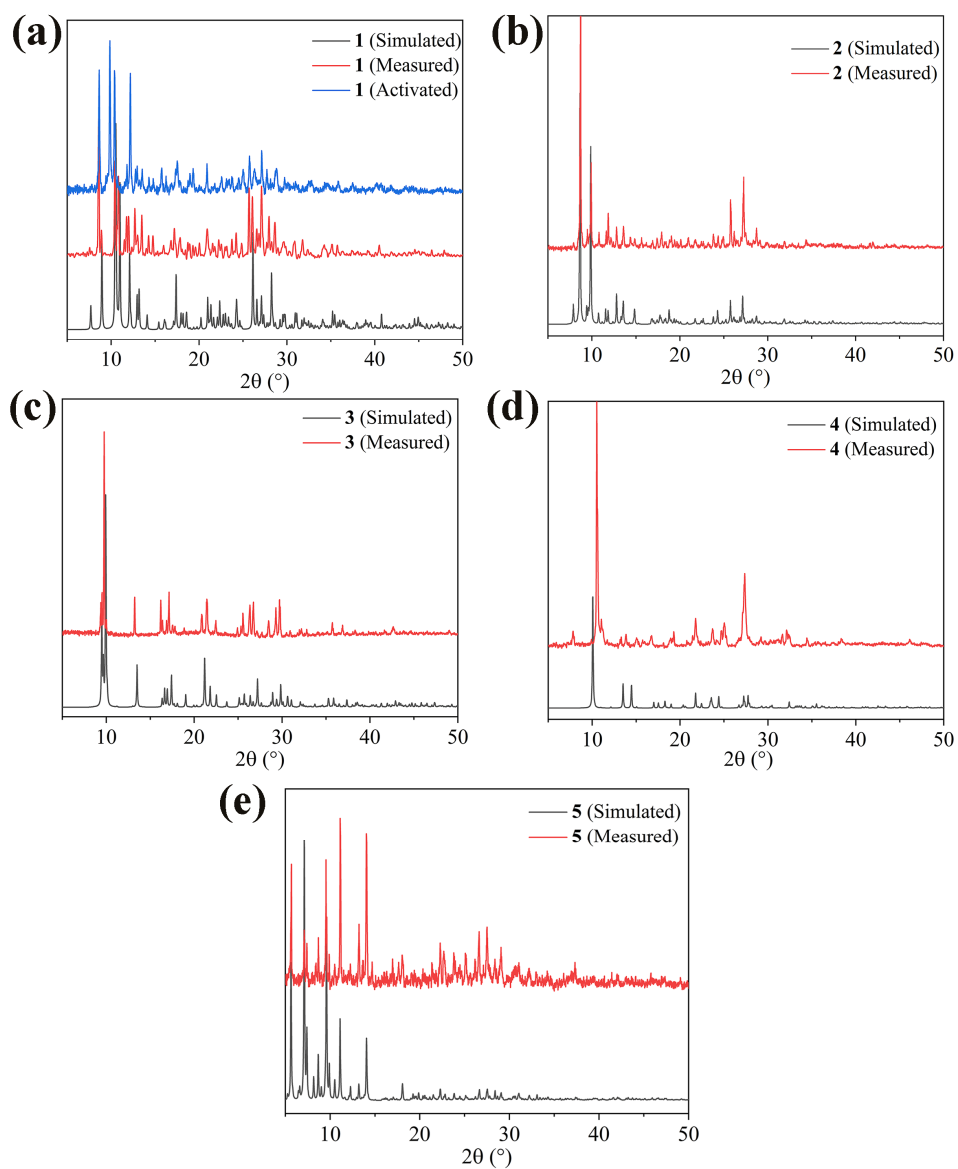 (a)
1 (Simulated)
1 (Measured)
1 (Activated)
10 20 30 40 50
2θ (°)
(b)
2 (Simulated)
2 (Measured)
10 20 30 40 50
2θ (°)
(c)
3 (Simulated)
3 (Measured)
10 20 30 40 50
2θ (°)
(d)
4 (Simulated)
4 (Measured)
10 20 30 40 50
2θ (°)
(e)
5 (Simulated)
5 (Measured)
10 20 30 40 50
2θ (°)